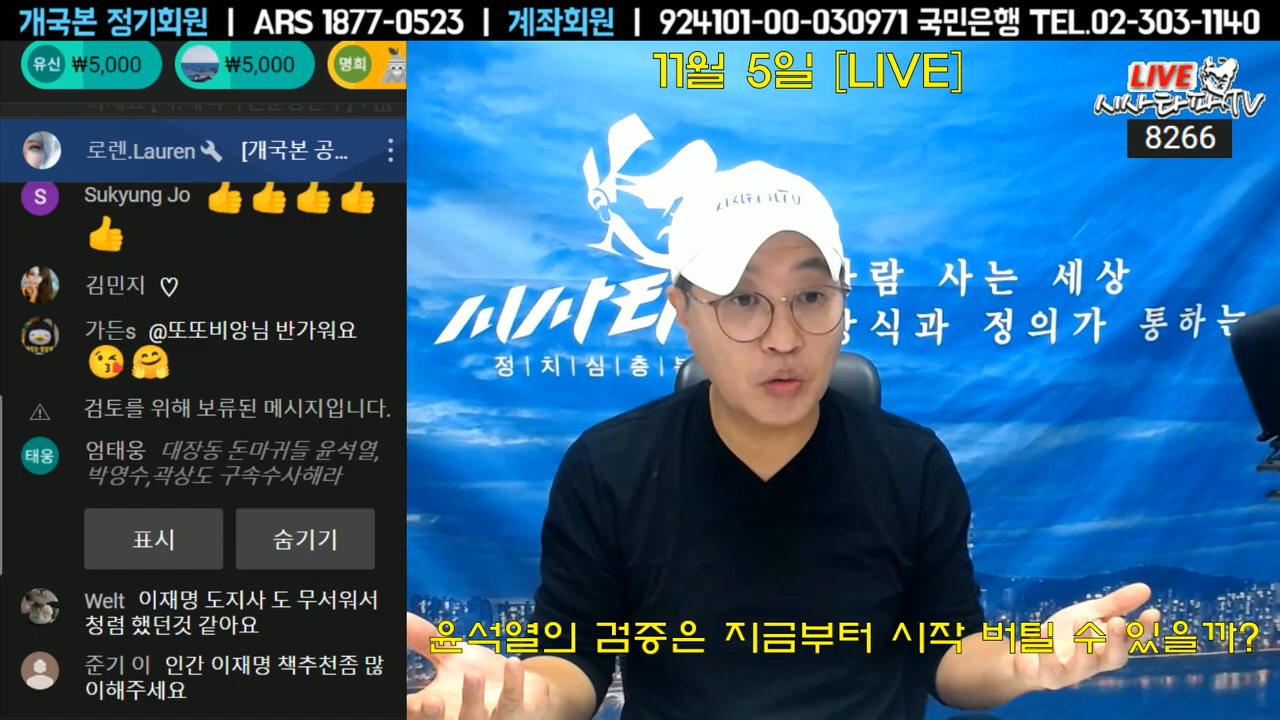 개국본 정기회원 | ARS 1877-0523 | 계좌회원 | 924101-00-030971 국민은행 TEL.02-303-1140
유신 ₩5,000
₩5,000
명희
로렌.Lauren [개국본 공...
S Sukyung Jo 👍👍👍👍
👍
김민지 ♡
가든s @또또비앙님 반가워요
😘🤗
검토를 위해 보류된 메시지입니다.
태웅 엄태웅 대장동 돈마귀들 윤석열,
박영수,곽상도 구속수사해라
표시 숨기기
Welt 이재명 도지사 도 무서워서
청렴 했던것 같아요
준기 이 인간 이재명 책추천좀 많
이해주세요
11월 5일 [LIVE]
LIVE
시사타파TV
8266
시사타파TV
시사타
정|치|심|층|분
사람 사는 세상
상식과 정의가 통하는
윤석열의 검증은 지금부터 시작 버틸 수 있을까?